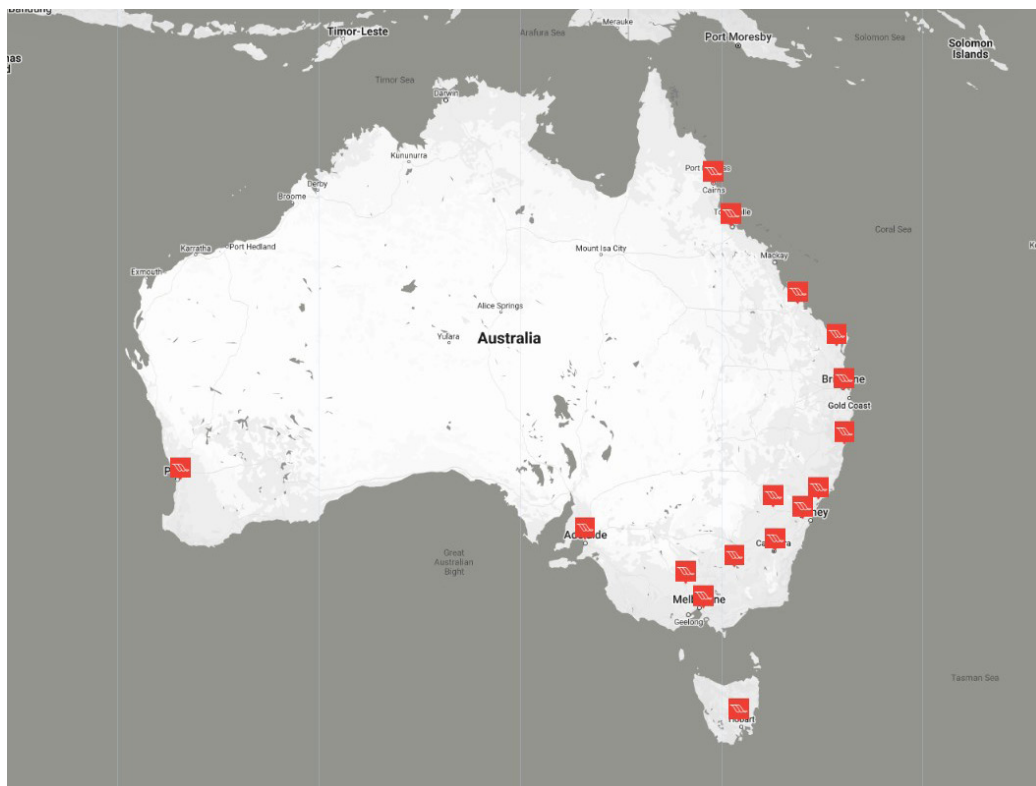 Timor-Leste
Merauke
Arafura Sea
Port Moresby
Solomon Sea
Solomon
Islands
Timor Sea
Darwin
Kununurra
Derby
Broome
Port
Cairns
Coral Sea
Karratha
Port Hedland
Mount Isa City
Mackay
Exmouth
Alice Springs
Yulara
Australia
Gold Coast
Great
Australian
Bight
Geelong
Hobart
Tasman Sea